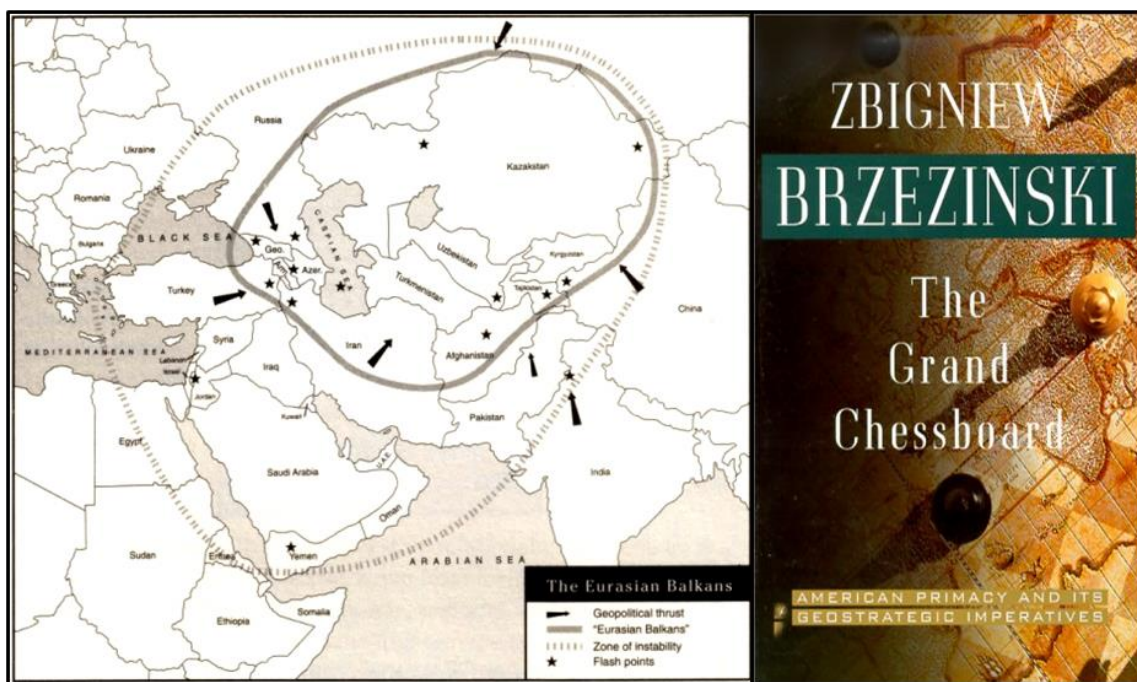 Russia
Ukraine
Kazakstan
Romania
BLACK SEA
CASPIAN SEA
Bulgaria
Geo.
Uzbekistan
Kyrgyzstan
Azer.
Greece
Turkey
Turkmenistan
Tajikistan
China
MEDITERRANEAN SEA
Syria
Lebanon
Israel
Iraq
Iran
Afghanistan
Jordan
Kuwait
Pakistan
Egypt
Saudi Arabia
U.A.E.
India
Oman
Sudan
Eritrea
Yemen
ARABIAN SEA
Ethiopia
Somalia
The Eurasian Balkans
Geopolitical thrust
"Eurasian Balkans"
Zone of instability
Flash points
ZBIGNIEW
BRZEZINSKI
The
Grand
Chessboard
AMERICAN PRIMACY AND ITS
GEOSTRATEGIC IMPERATIVES